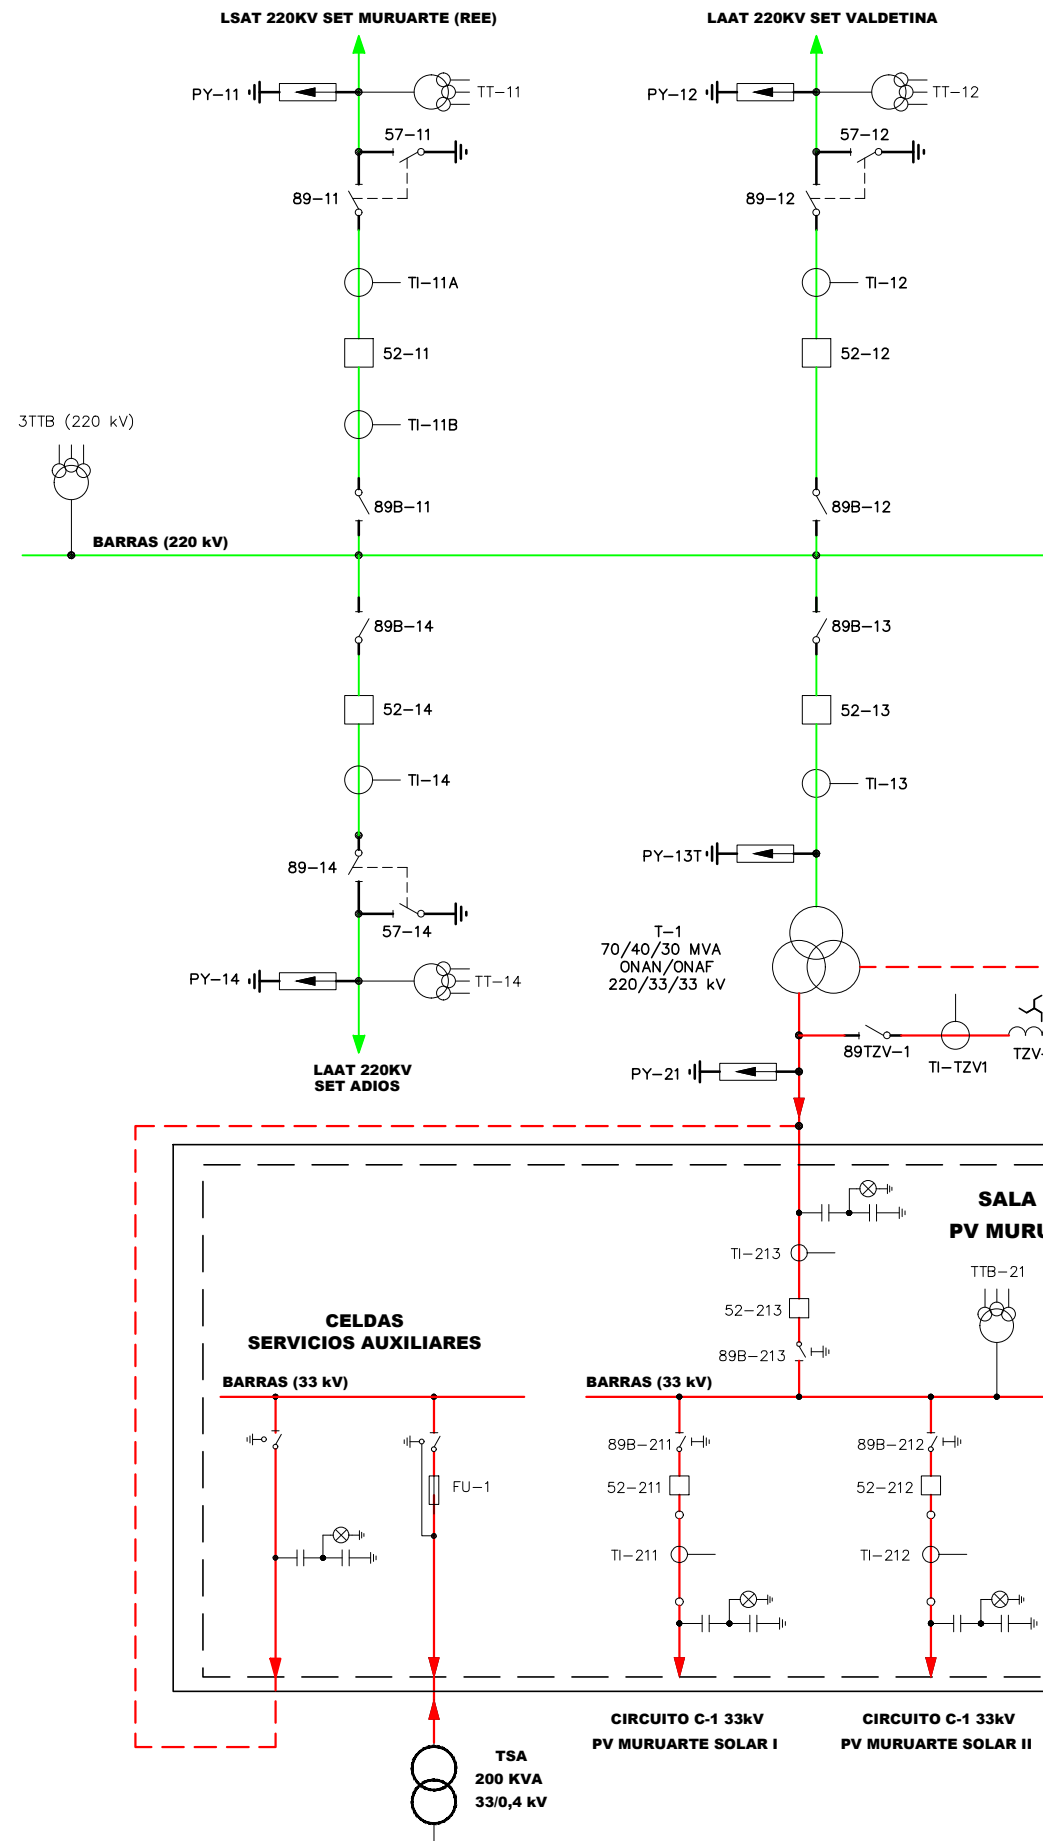 LSAT 220KV SET MURUARTE (REE)
LAAT 220KV SET VALDETINA
PY-11
TT-11
PY-12
TT-12
57-11
57-12
89-11
89-12
TI-11A
TI-12
52-11
52-12
3TTB (220 kV)
TI-11B
89B-11
89B-12
BARRAS (220 kV)
89B-14
89B-13
52-14
52-13
TI-14
TI-13
PY-13T
89-14
57-14
T-1
70/40/30 MVA
ONAN/ONAF
220/33/33 kV
PY-14
TT-14
89TZV-1
TI-TZV1
TZV-
PY-21
LAAT 220KV
SET ADIOS
SALA
PV MURU
TI-213
TTB-21
52-213
CELDAS
SERVICIOS AUXILIARES
89B-213
BARRAS (33 kV)
BARRAS (33 kV)
89B-211
89B-212
FU-1
52-211
52-212
TI-211
TI-212
CIRCUITO C-1 33kV
PV MURUARTE SOLAR I
CIRCUITO C-1 33kV
PV MURUARTE SOLAR II
TSA
200 KVA
33/0,4 kV